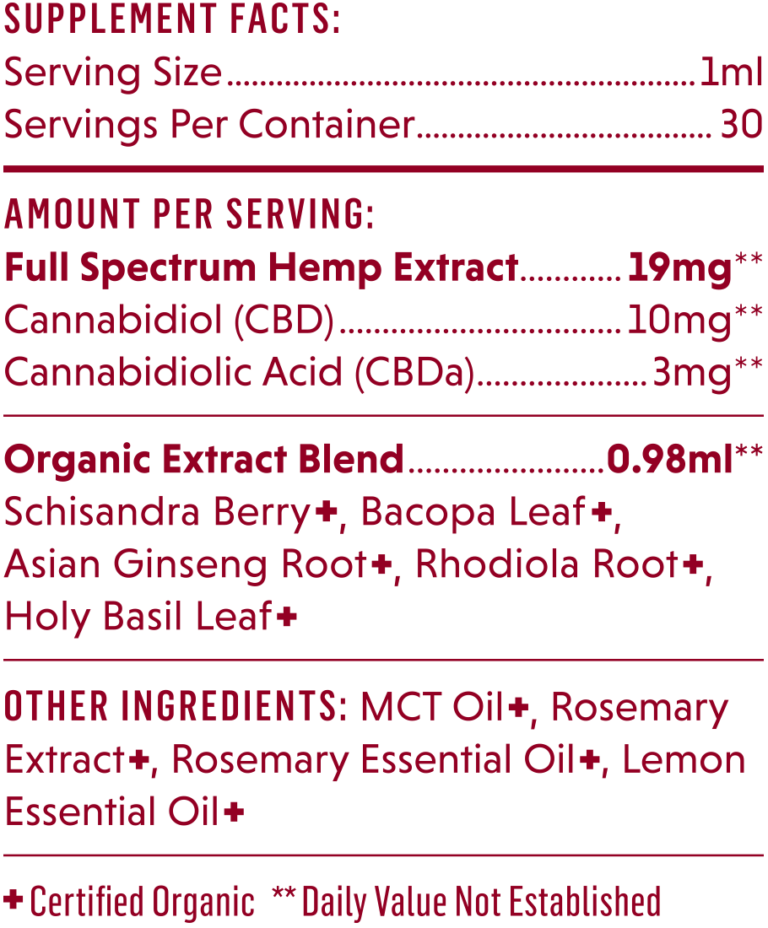 SUPPLEMENT FACTS:
Serving Size......................................................1ml
Servings Per Container.................................. 30
AMOUNT PER SERVING:
Full Spectrum Hemp Extract............19mg**
Cannabidiol (CBD).................................10mg**
Cannabidiolic Acid (CBDa)....................3mg**
Organic Extract Blend.......................0.98ml**
Schisandra Berry+, Bacopa Leaf+,
Asian Ginseng Root+, Rhodiola Root+,
Holy Basil Leaf+
OTHER INGREDIENTS: MCT Oil+, Rosemary
Extract+, Rosemary Essential Oil+, Lemon
Essential Oil+
+ Certified Organic ** Daily Value Not Established